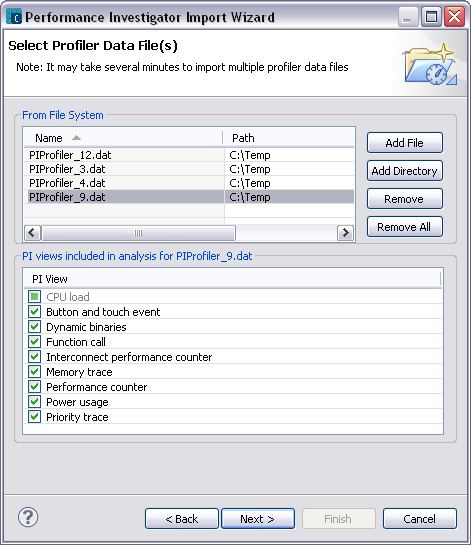 Performance Investigator Import Wizard
Select Profiler Data File(s)
Note: It may take several minutes to import multiple profiler data files
From File System
Name Path
PIProfiler_12.dat C:\Temp
PIProfiler_3.dat C:\Temp
PIProfiler_4.dat C:\Temp
PIProfiler_9.dat C:\Temp
Add File
Add Directory
Remove
Remove All
PI views included in analysis for PIProfiler_9.dat
PI View
CPU load
Button and touch event
Dynamic binaries
Function call
Interconnect performance counter
Memory trace
Performance counter
Power usage
Priority trace
? < Back Next > Finish Cancel